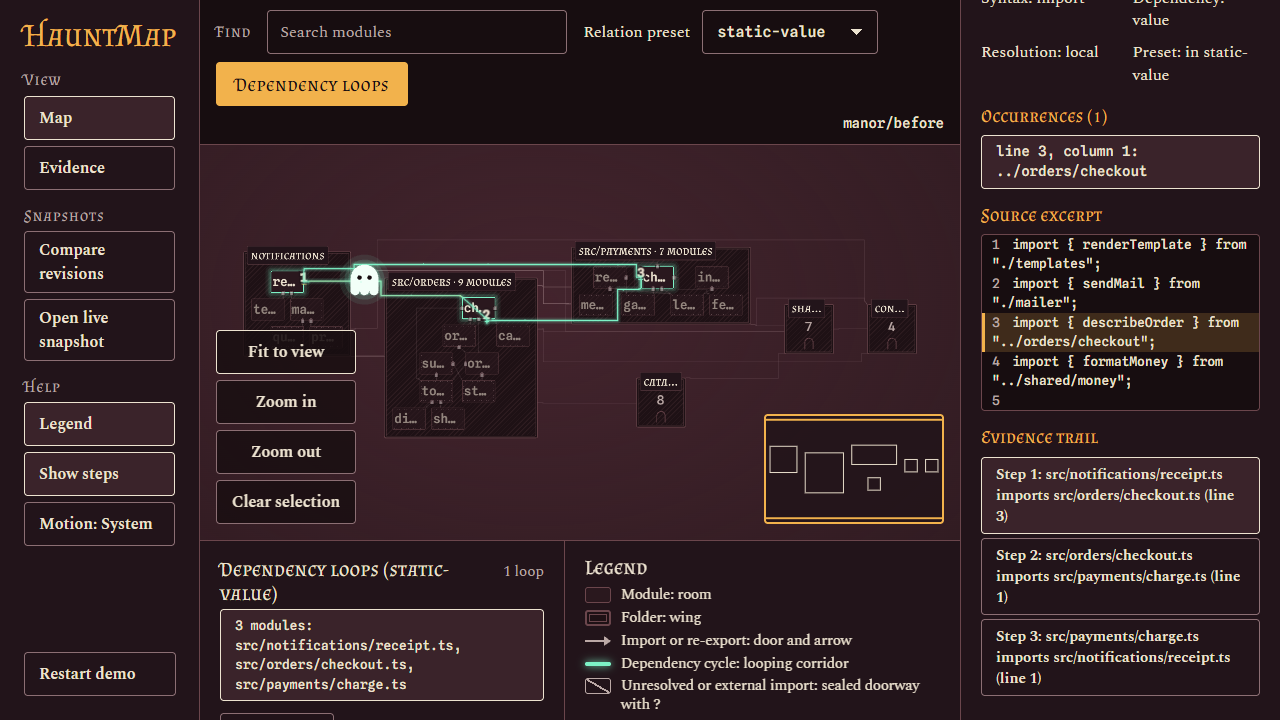 HauntMap
View
Map
Evidence
Snapshots
Compare
revisions
Open live
snapshot
Help
Legend
Show steps
Motion: System
Restart demo
Find
Search modules
Relation preset
static-value
Dependency loops
manor/before
NOTIFICATIONS
re…
1
te…
ma…
SRC/ORDERS · 9 MODULES
ch…
2
or…
ca…
su…
or…
to…
st…
di…
sh…
SRC/PAYMENTS · 7 MODULES
re…
3
ch…
in…
me…
ga…
le…
fe…
SHA…
7
CON…
4
CATA…
8
Fit to view
Zoom in
Zoom out
Clear selection
Dependency loops (static-
value)
1 loop
3 modules:
src/notifications/receipt.ts,
src/orders/checkout.ts,
src/payments/charge.ts
Legend
Module: room
Folder: wing
Import or re-export: door and arrow
Dependency cycle: looping corridor
Unresolved or external import: sealed doorway
with ?
value
Resolution: local
Preset: in static-
value
Occurrences (1)
line 3, column 1:
../orders/checkout
Source excerpt
1 import { renderTemplate } from
"./templates";
2 import { sendMail } from
"./mailer";
3 import { describeOrder } from
"../orders/checkout";
4 import { formatMoney } from
"../shared/money";
5
Evidence trail
Step 1: src/notifications/receipt.ts
imports src/orders/checkout.ts (line
3)
Step 2: src/orders/checkout.ts
imports src/payments/charge.ts (line
1)
Step 3: src/payments/charge.ts
imports src/notifications/receipt.ts
(line 1)